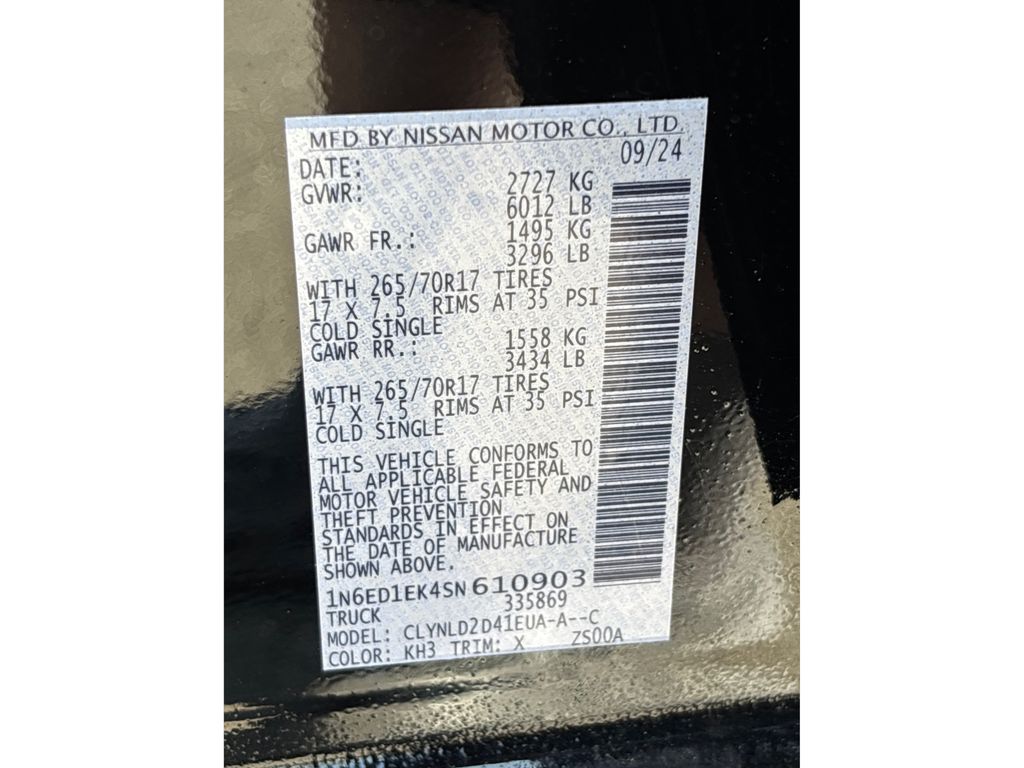 MFD BY NISSAN MOTOR CO., LTD.
DATE: 09/24
GVWR: 2727 KG
6012 LB
GAWR FR.: 1495 KG
3296 LB
WITH 265/70R17 TIRES
17 X 7.5 RIMS AT 35 PSI
COLD SINGLE
GAWR RR.: 1558 KG
3434 LB
WITH 265/70R17 TIRES
17 X 7.5 RIMS AT 35 PSI
COLD SINGLE
THIS VEHICLE CONFORMS TO
ALL APPLICABLE FEDERAL
MOTOR VEHICLE SAFETY AND
THEFT PREVENTION
STANDARDS IN EFFECT ON
THE DATE OF MANUFACTURE
SHOWN ABOVE.
1N6ED1EK4SN610903
TRUCK 335869
MODEL: CLYNLD2D41EUA-A--C
COLOR: KH3 TRIM: X ZS00A